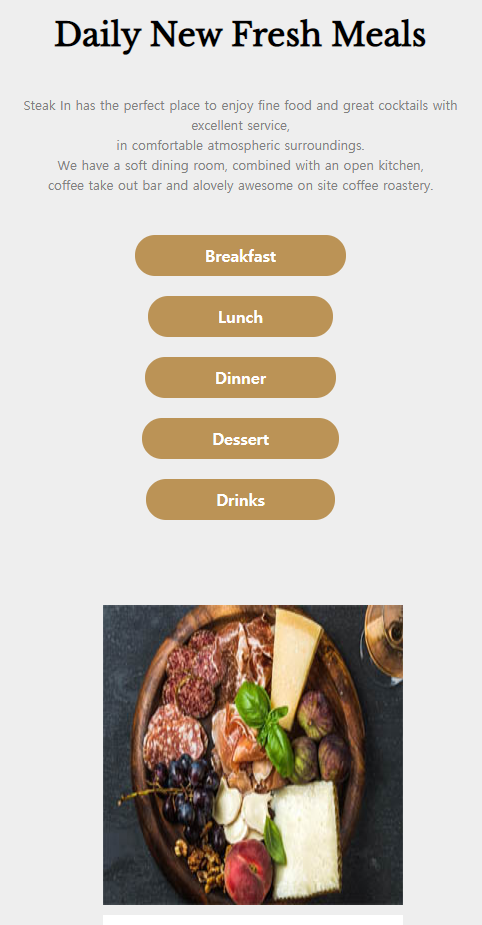 Daily New Fresh Meals
Steak In has the perfect place to enjoy fine food and great cocktails with
excellent service,
in comfortable atmospheric surroundings.
We have a soft dining room, combined with an open kitchen,
coffee take out bar and alovely awesome on site coffee roastery.
Breakfast
Lunch
Dinner
Dessert
Drinks